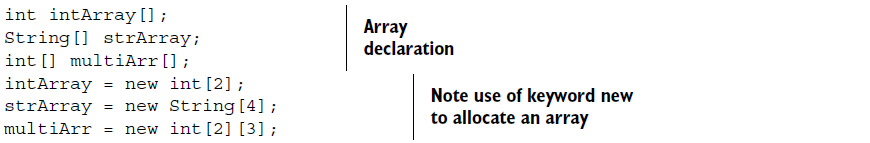 int intArray[];
String[] strArray;
int[] multiArr[];
intArray = new int[2];
strArray = new String[4];
multiArr = new int[2][3];
Array
declaration
Note use of keyword new
to allocate an array